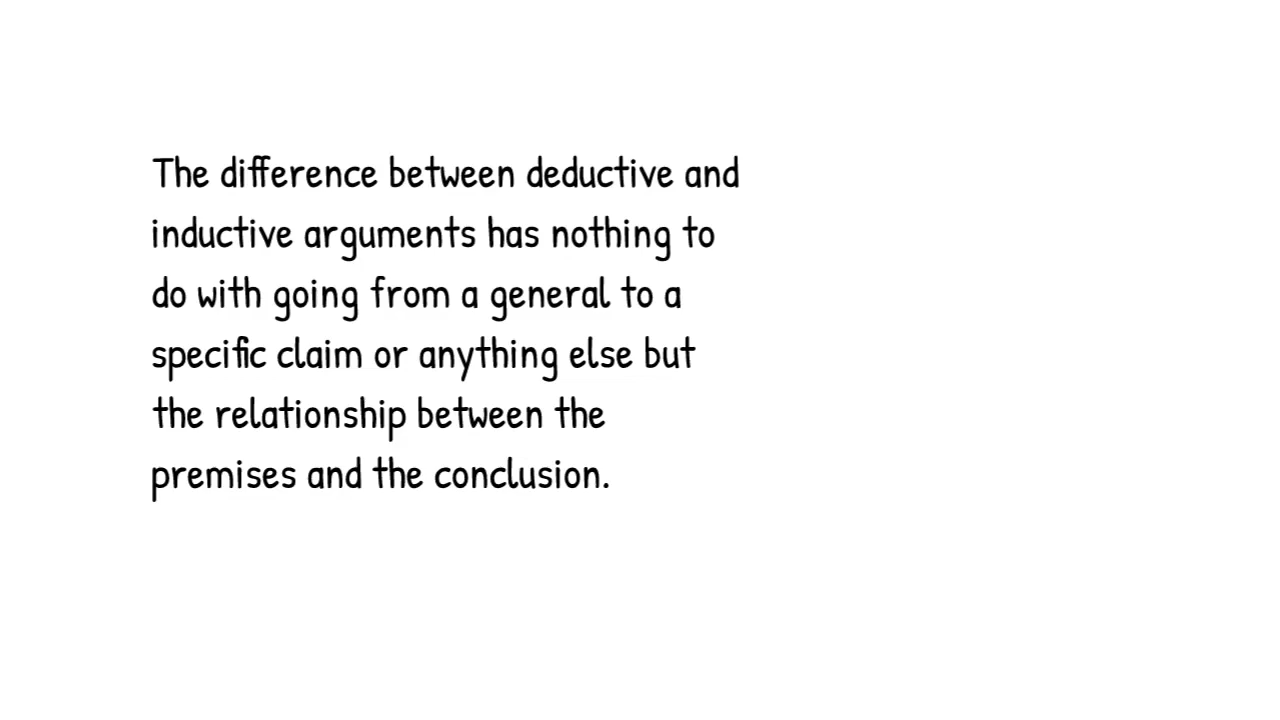 The difference between deductive and
inductive arguments has nothing to
do with going from a general to a
specific claim or anything else but
the relationship between the
premises and the conclusion.